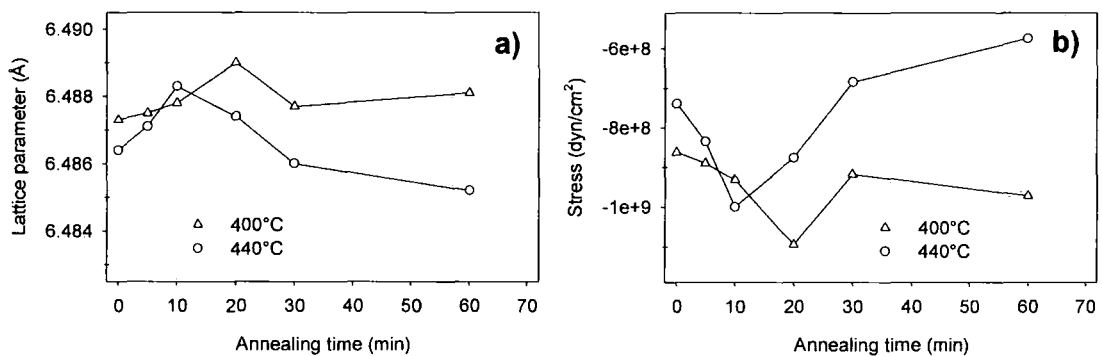 a)
Lattice parameter (Å)
6.490
6.488
6.486
6.484
400°C
440°C
0 10 20 30 40 50 60 70
Annealing time (min)
b)
Stress (dyn/cm²)
-6e+8
-8e+8
-1e+9
400°C
440°C
0 10 20 30 40 50 60 70
Annealing time (min)